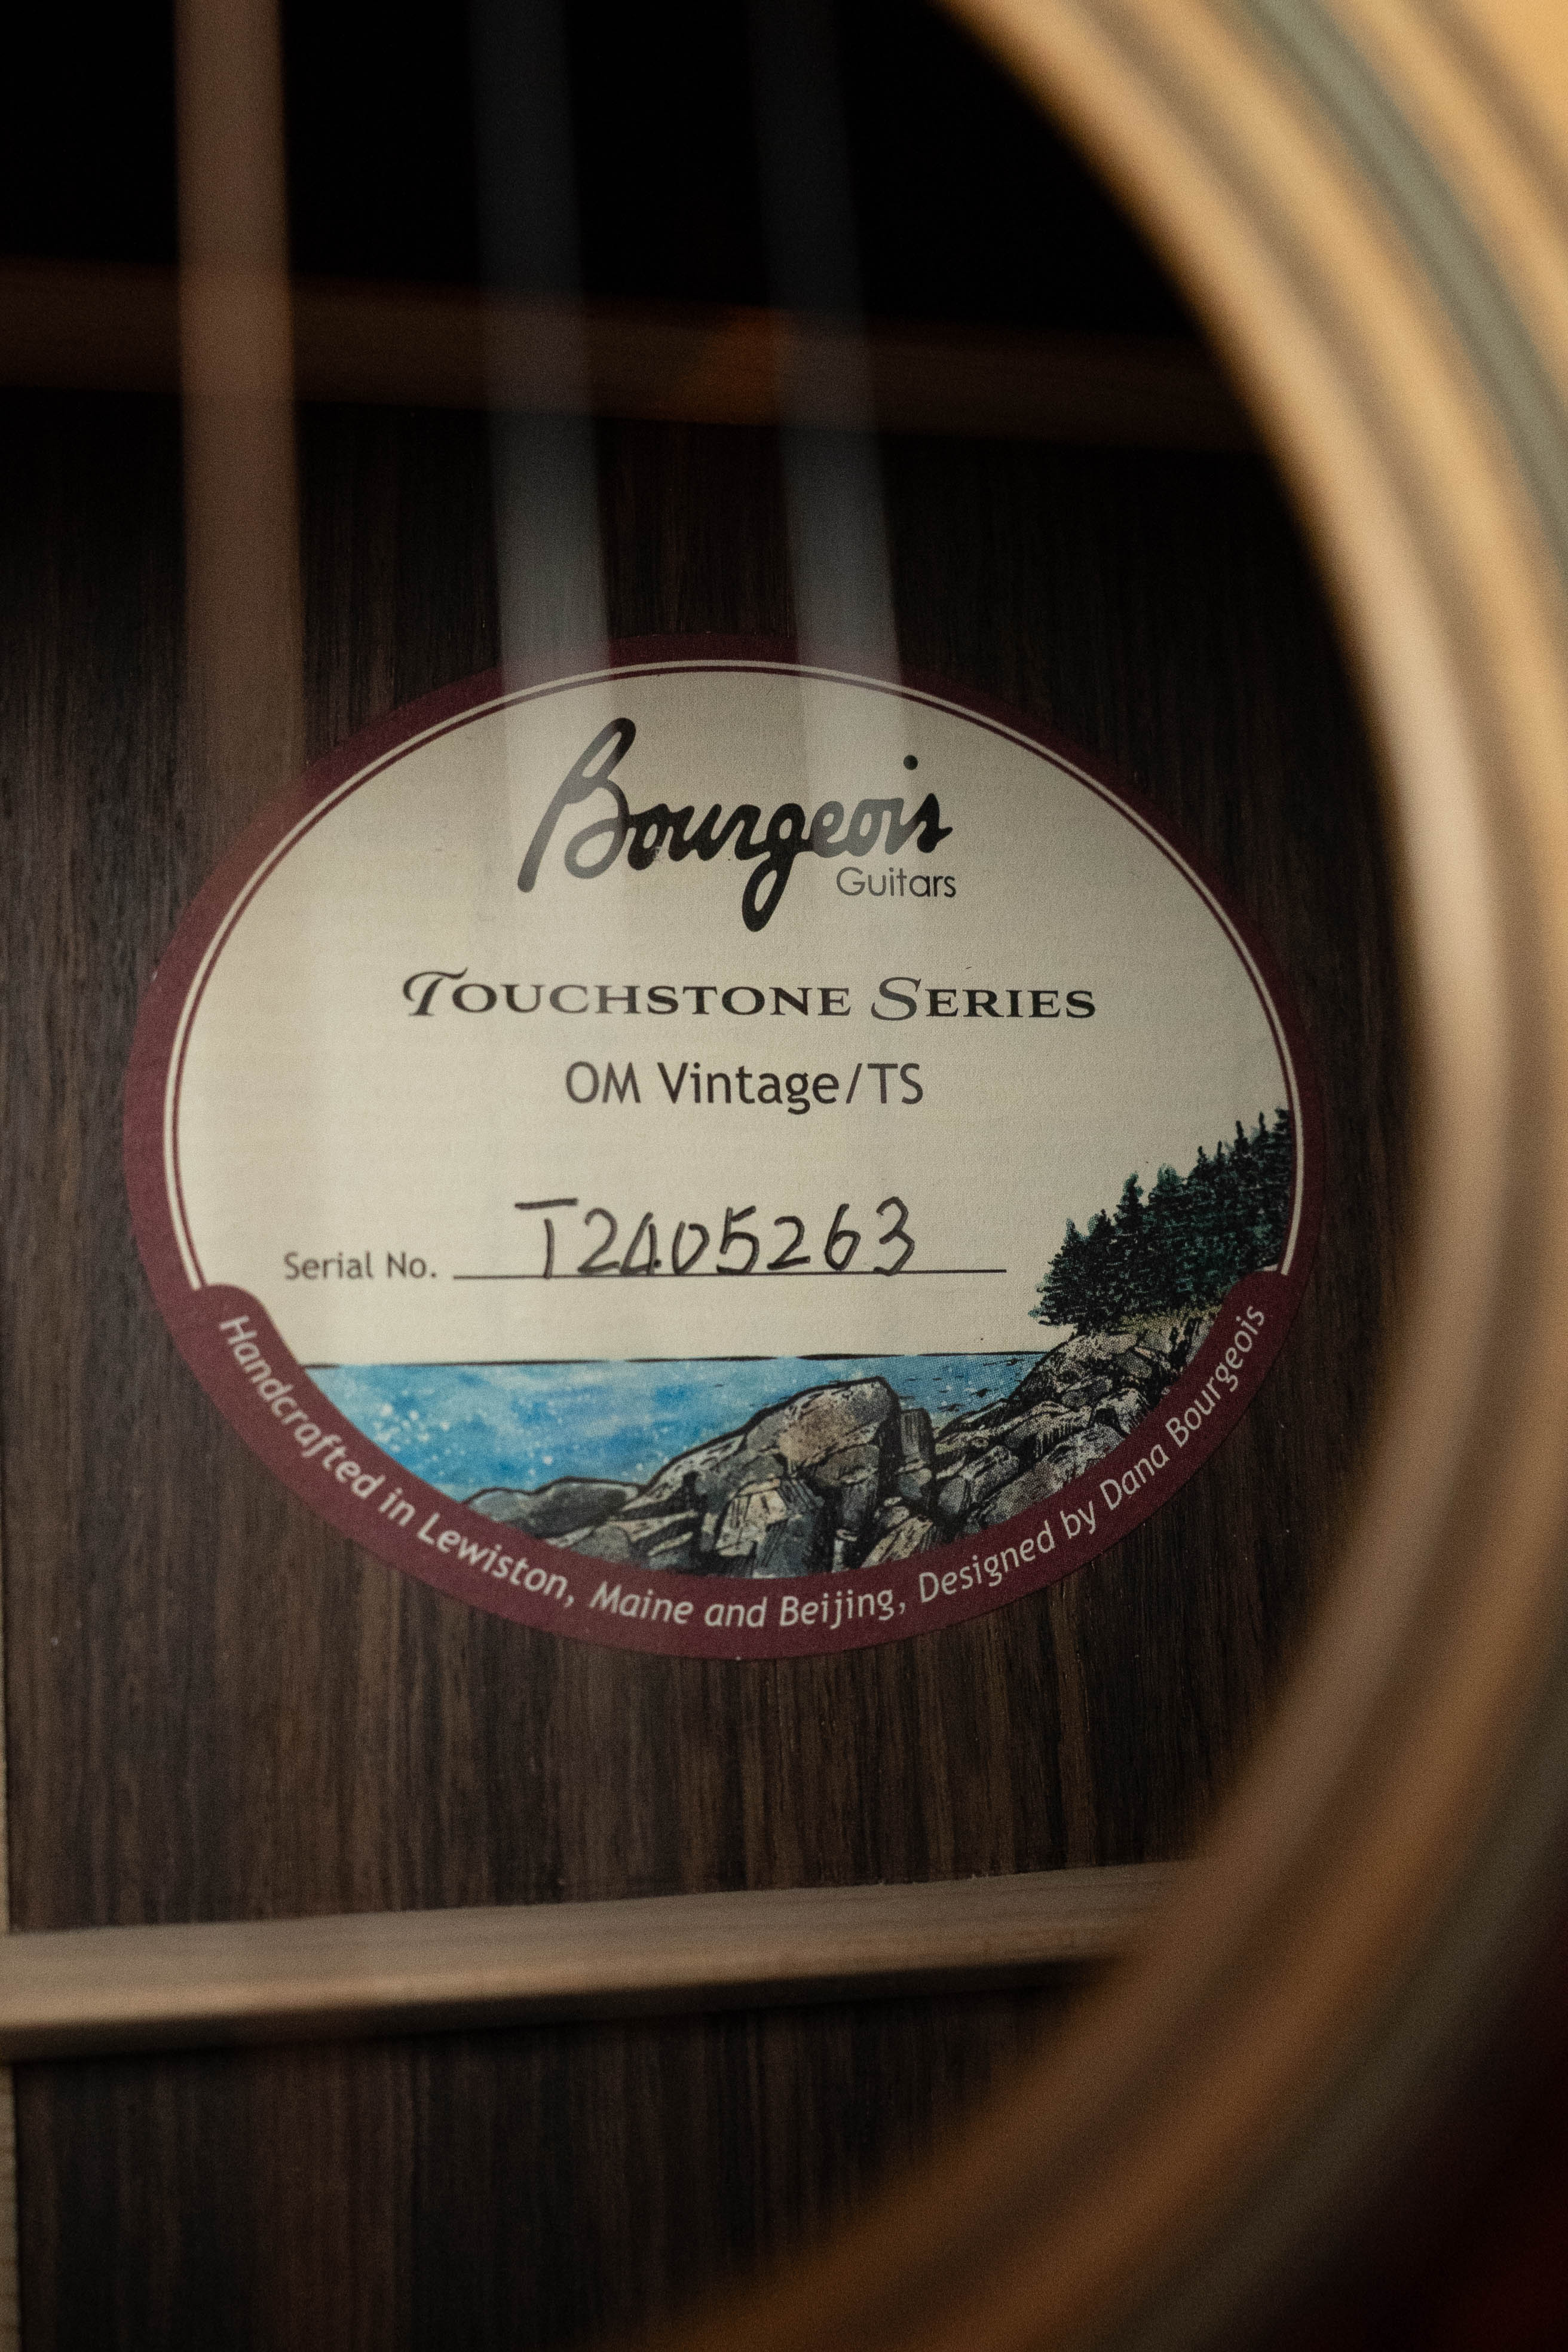 Bourgeois
Guitars
Touchstone Series
OM Vintage/TS
Serial No. T2405263
Handcrafted in Lewiston, Maine and Beijing, Designed by Dana Bourgeois